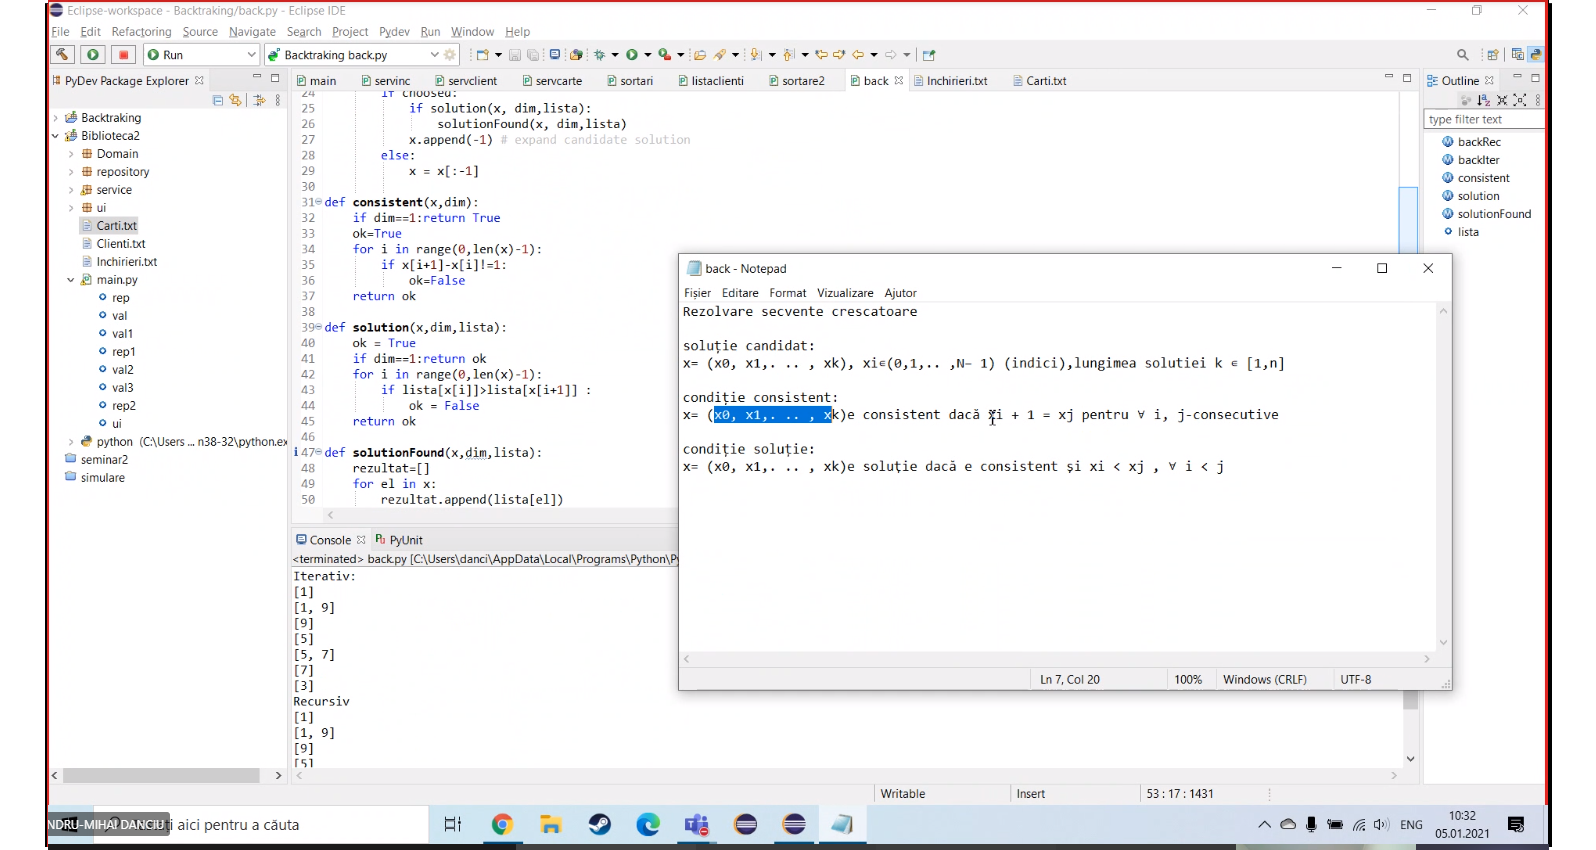 Eclipse-workspace - Backtraking/back.py - Eclipse IDE
File Edit Refactoring Source Navigate Search Project Pydev Run Window Help
Run
Backtraking back.py
PyDev Package Explorer
Backtraking
Biblioteca2
Domain
repository
service
ui
Carti.txt
Clienti.txt
Inchirieri.txt
main.py
rep
val
val1
rep1
val2
val3
rep2
ui
python (C:\Users ... n38-32\python.ex
seminar2
simulare
main servinc servclient servcarte sortari listaclienti sortare2 back Inchirieri.txt Carti.txt
24 if choosed:
25 if solution(x, dim,lista):
26 solutionFound(x, dim,lista)
27 x.append(-1) # expand candidate solution
28 else:
29 x = x[:-1]
30
31 def consistent(x,dim):
32 if dim==1:return True
33 ok=True
34 for i in range(0,len(x)-1):
35 if x[i+1]-x[i]!=1:
36 ok=False
37 return ok
38
39 def solution(x,dim,lista):
40 ok = True
41 if dim==1:return ok
42 for i in range(0,len(x)-1):
43 if lista[x[i]]>lista[x[i+1]] :
44 ok = False
45 return ok
46
47 def solutionFound(x,dim,lista):
48 rezultat=[]
49 for el in x:
50 rezultat.append(lista[el])
Outline
type filter text
backRec
backIter
consistent
solution
solutionFound
lista
back - Notepad
Fișier Editare Format Vizualizare Ajutor
Rezolvare secvente crescatoare
soluție candidat:
x= (x0, x1,. .. , xk), xi∊(0,1,.. ,N– 1) (indici),lungimea solutiei k ∊ [1,n]
condiție consistent:
x= (x0, x1,. .. , xk)e consistent dacă xi + 1 = xj pentru ∀ i, j-consecutive
condiție soluție:
x= (x0, x1,. .. , xk)e soluție dacă e consistent și xi < xj , ∀ i < j
Ln 7, Col 20 100% Windows (CRLF) UTF-8
Console PyUnit
<terminated> back.py [C:\Users\danci\AppData\Local\Programs\Python\Py
Iterativ:
[1]
[1, 9]
[9]
[5]
[5, 7]
[7]
[3]
Recursiv
[1]
[1, 9]
[9]
[5]
Writable Insert 53 : 17 : 1431
NDRU-MIHAI DANCIU
ți aici pentru a căuta
ENG
10:32
05.01.2021